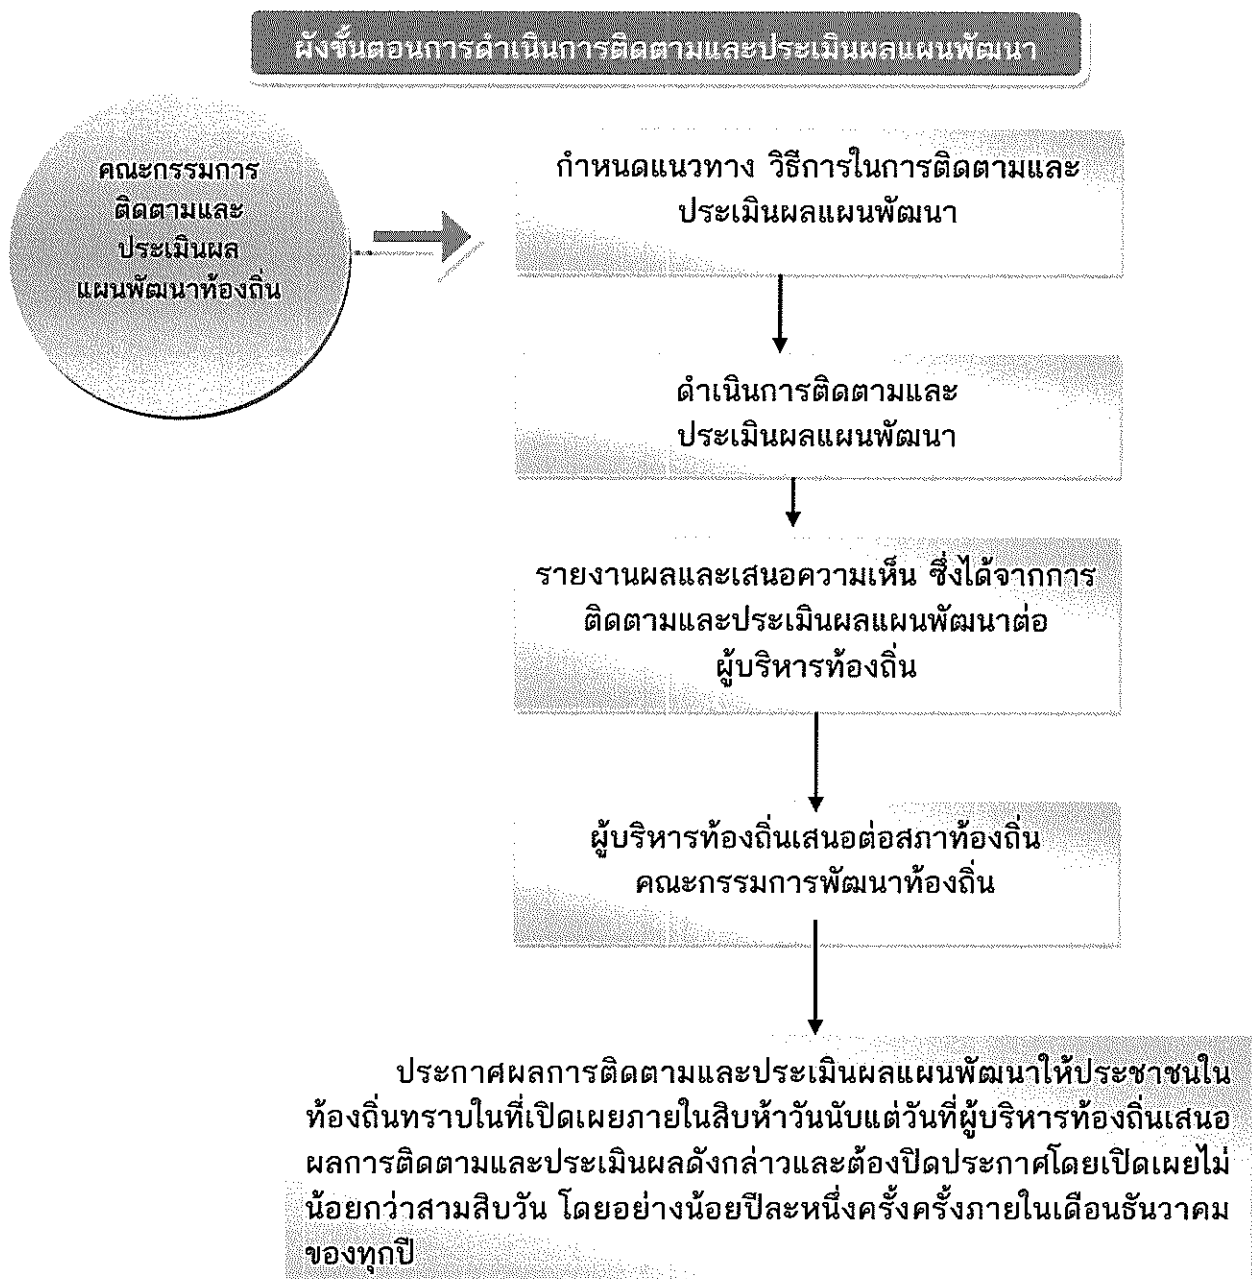 ผังขั้นตอนการดำเนินการติดตามและประเมินผลแผนพัฒนา
คณะกรรมการ
ติดตามและ
ประเมินผล
แผนพัฒนาท้องถิ่น
กำหนดแนวทาง วิธีการในการติดตามและ
ประเมินผลแผนพัฒนา
ดำเนินการติดตามและ
ประเมินผลแผนพัฒนา
รายงานผลและเสนอความเห็น ซึ่งได้จากการ
ติดตามและประเมินผลแผนพัฒนาต่อ
ผู้บริหารท้องถิ่น
ผู้บริหารท้องถิ่นเสนอต่อสภาท้องถิ่น
คณะกรรมการพัฒนาท้องถิ่น
ประกาศผลการติดตามและประเมินผลแผนพัฒนาให้ประชาชนใน
ท้องถิ่นทราบในที่เปิดเผยภายในสิบห้าวันนับแต่วันที่ผู้บริหารท้องถิ่นเสนอ
ผลการติดตามและประเมินผลดังกล่าวและต้องปิดประกาศโดยเปิดเผยไม่
น้อยกว่าสามสิบวัน โดยอย่างน้อยปีละหนึ่งครั้งครั้งภายในเดือนธันวาคม
ของทุกปี